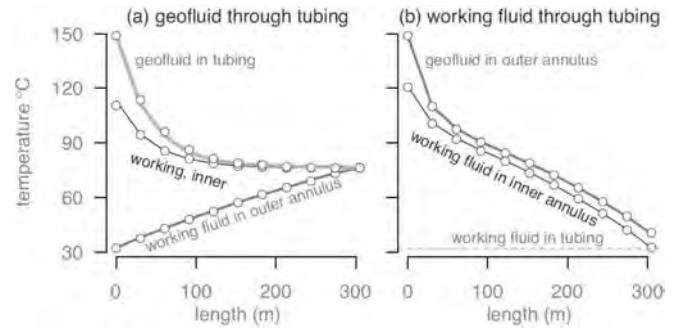 (a) geofluid through tubing
(b) working fluid through tubing
temperature °C
150
120
90
60
30
geofluid in tubing
working, inner
working fluid in outer annulus
geofluid in outer annulus
working fluid in inner annulus
working fluid in tubing
0
100
200
300
0
100
200
300
length (m)
length (m)